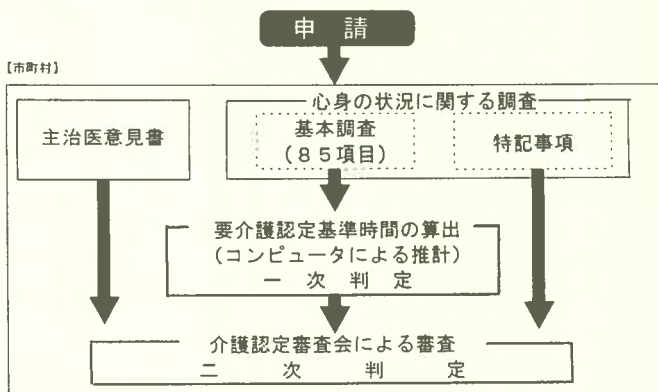 申請
【市町村】
心身の状況に関する調査
主治医意見書
基本調査
(85項目)
特記事項
要介護認定基準時間の算出
(コンピュータによる推計)
一次判定
介護認定審査会による審査
二次判定